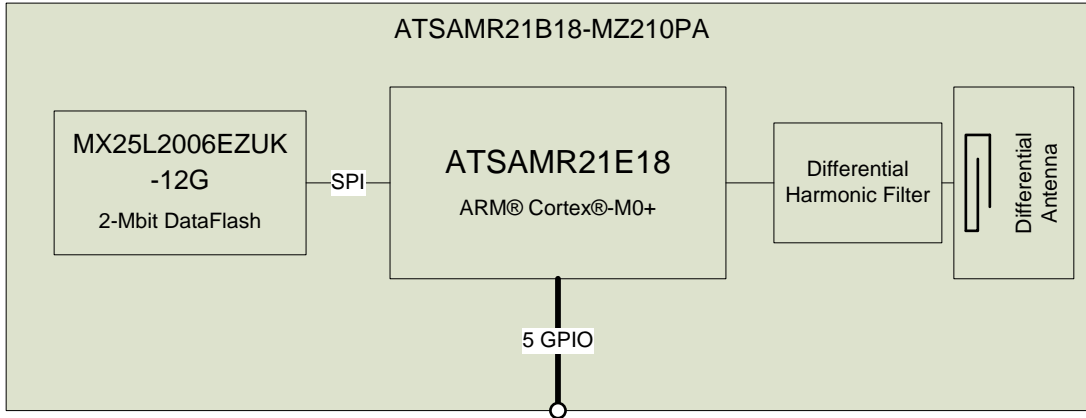 ATSAMR21B18-MZ210PA
MX25L2006EZUK
-12G
2-Mbit DataFlash
SPI
ATSAMR21E18
ARM® Cortex®-M0+
Differential
Harmonic Filter
Differential
Antenna
5 GPIO